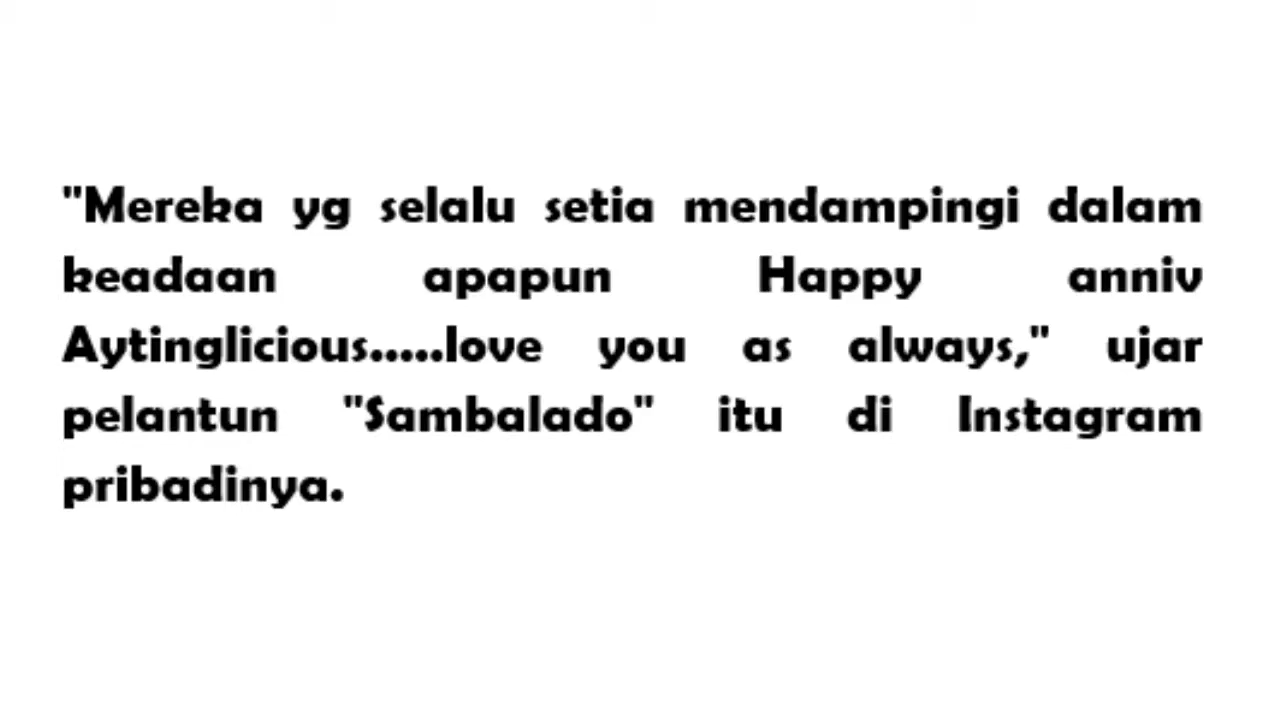 "Mereka yg selalu setia mendampingi dalam
keadaan apapun Happy anniv
Aytinglicious.....love you as always," ujar
pelantun "Sambalado" itu di Instagram
pribadinya.